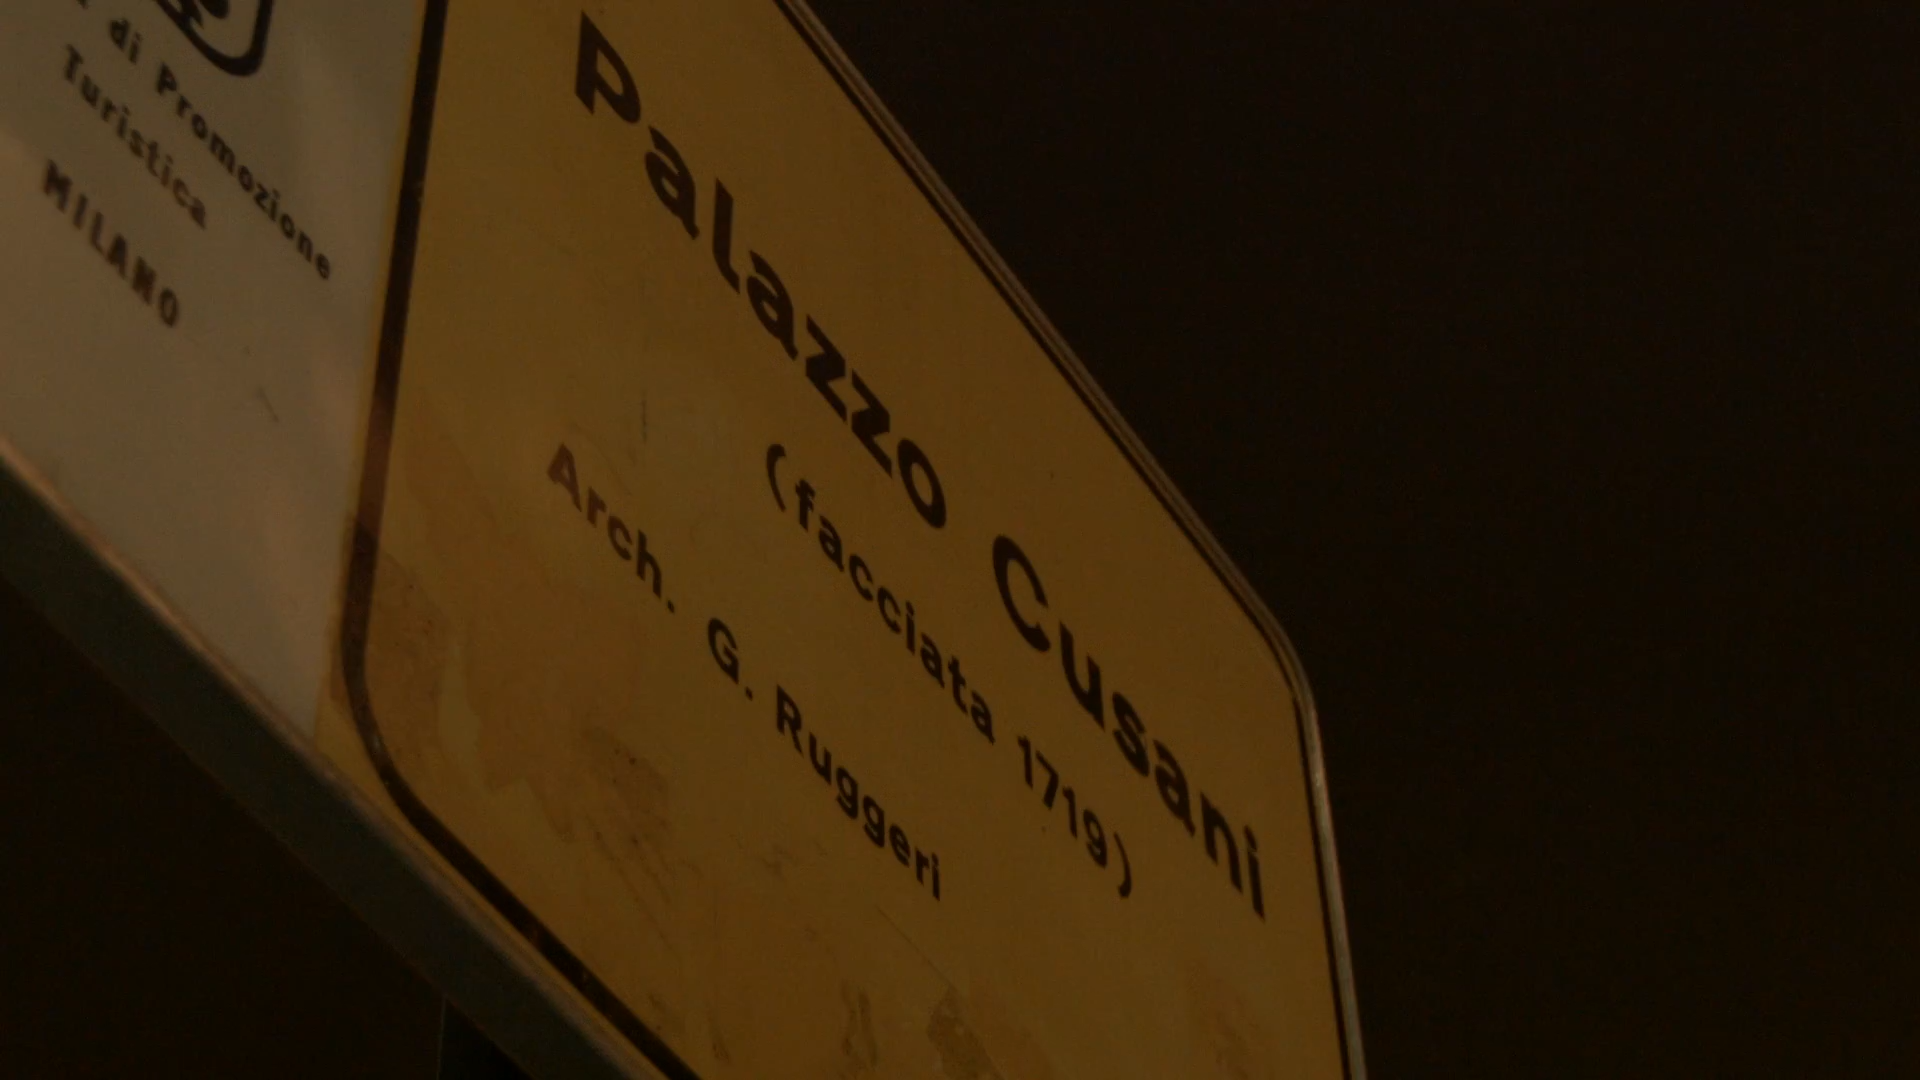 di Promozione
Turistica
MILANO
Palazzo Cusani
(facciata 1719)
Arch. G. Ruggeri